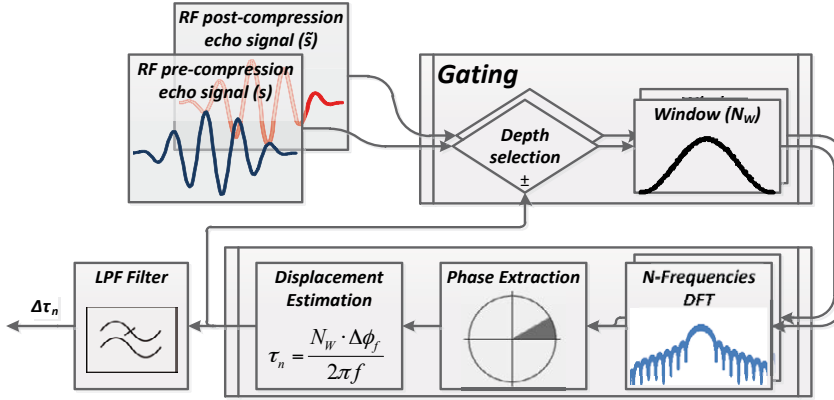 RF post-compression
echo signal (s̃)
RF pre-compression
echo signal (s)
Gating
Depth
selection
±
Window (N_W)
LPF Filter
Displacement
Estimation
Phase Extraction
N-Frequencies
DFT
Δτ_n
τ_n = N_W · Δϕ_f / 2πf